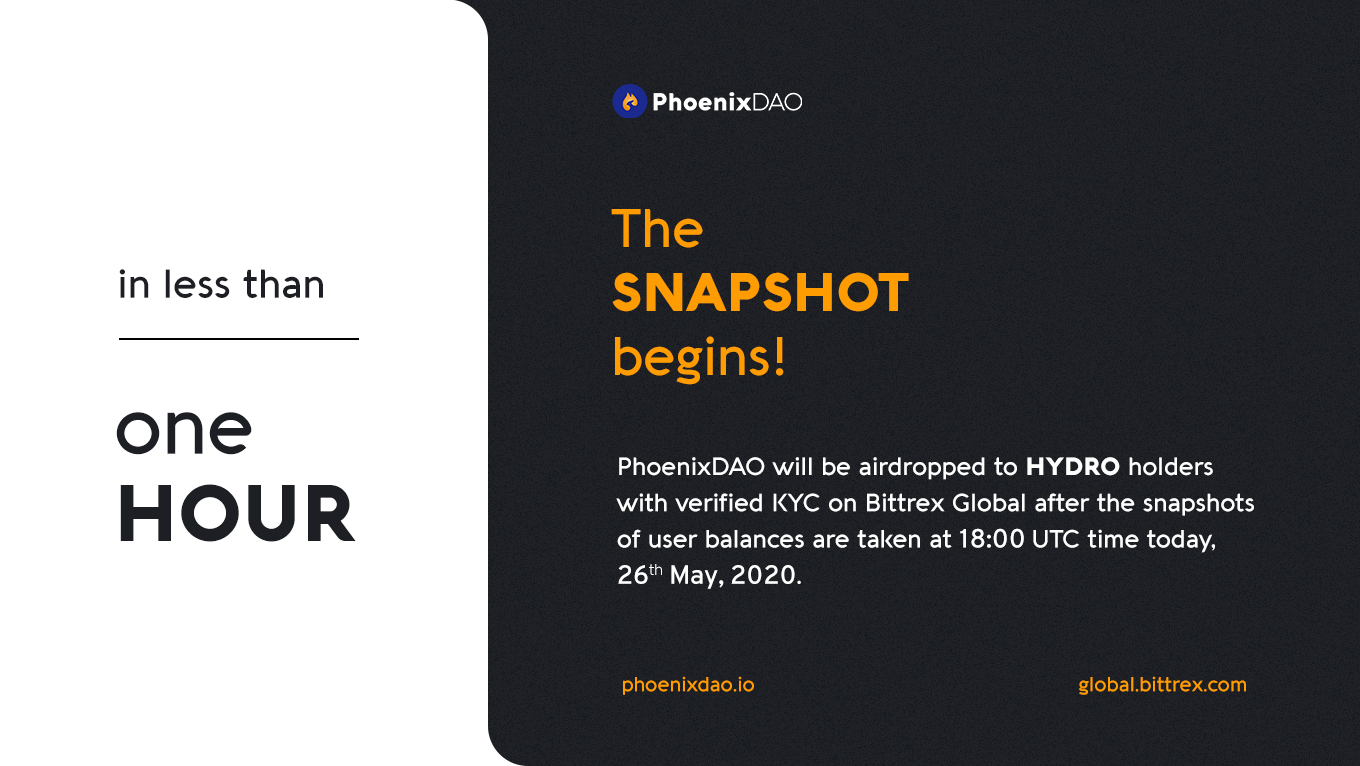 in less than
one
HOUR
PhoenixDAO
The
SNAPSHOT
begins!
PhoenixDAO will be airdropped to HYDRO holders
with verified KYC on Bittrex Global after the snapshots
of user balances are taken at 18:00 UTC time today,
26th May, 2020.
phoenixdao.io
global.bittrex.com